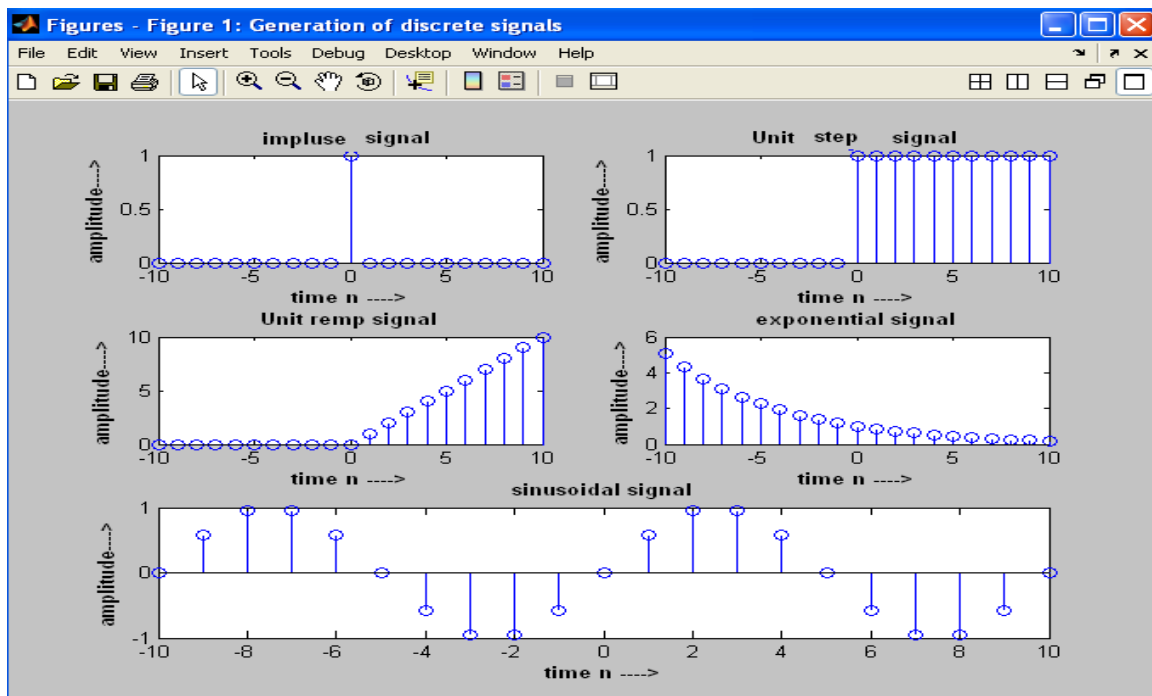 Figures - Figure 1: Generation of discrete signals
File Edit View Insert Tools Debug Desktop Window Help
impluse signal
1
0.5
0
amplitude--->
-10 -5 0 5 10
time n ---->
Unit step signal
1
0.5
0
amplitude--->
-10 -5 0 5 10
time n ---->
Unit remp signal
10
5
0
amplitude--->
-10 -5 0 5 10
time n ---->
exponential signal
6
4
2
0
amplitude--->
-10 -5 0 5 10
time n ---->
sinusoidal signal
1
0
-1
amplitude--->
-10 -8 -6 -4 -2 0 2 4 6 8 10
time n ---->